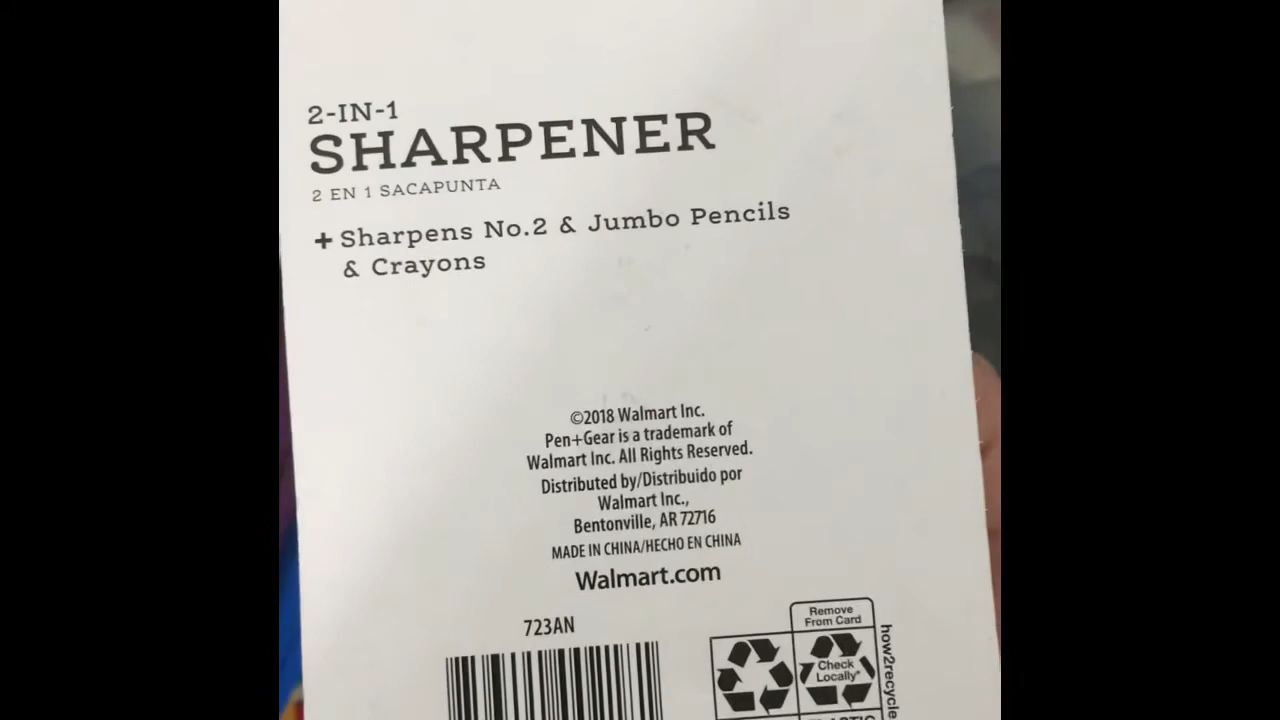 2-IN-1
SHARPENER
2 EN 1 SACAPUNTA
+ Sharpens No.2 & Jumbo Pencils
& Crayons
©2018 Walmart Inc.
Pen+Gear is a trademark of
Walmart Inc. All Rights Reserved.
Distributed by/Distribuido por
Walmart Inc.,
Bentonville, AR 72716
MADE IN CHINA/HECHO EN CHINA
Walmart.com
723AN
Remove
From Card
Check
Locally*
how2recycle